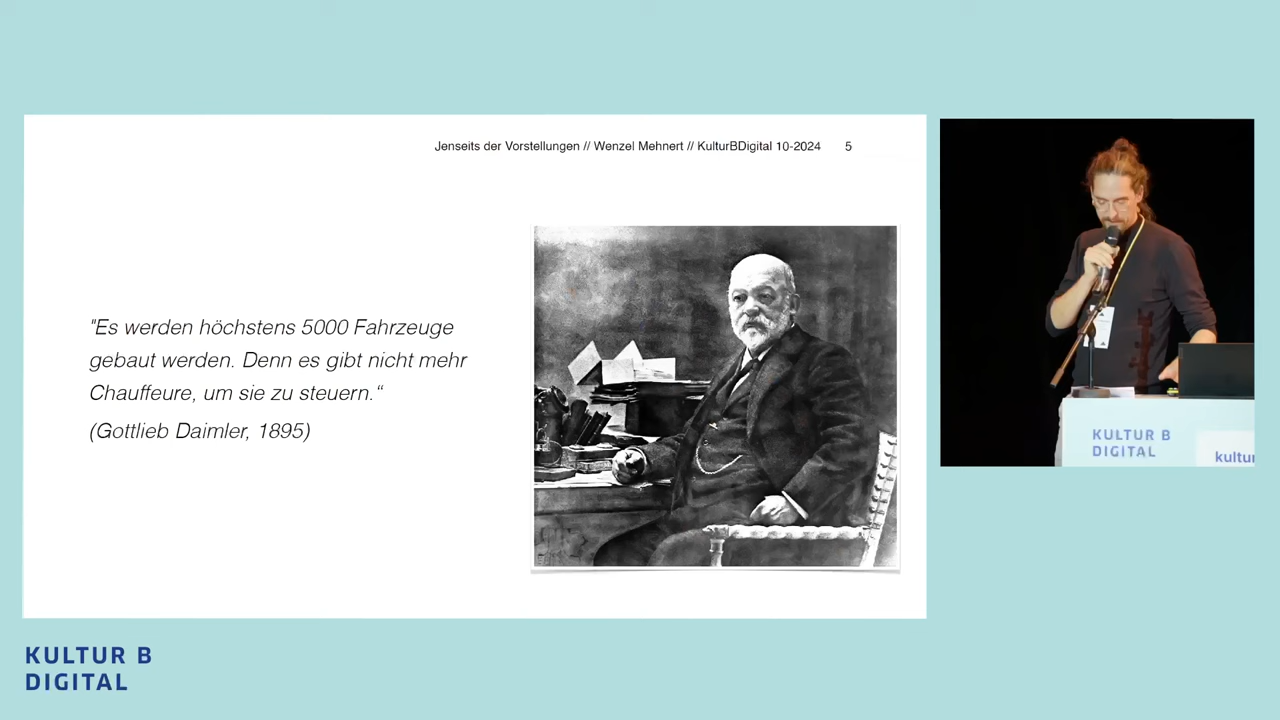 Jenseits der Vorstellungen // Wenzel Mehnert // KulturBDigital 10-2024 5
"Es werden höchstens 5000 Fahrzeuge
gebaut werden. Denn es gibt nicht mehr
Chauffeure, um sie zu steuern.“
(Gottlieb Daimler, 1895)
KULTUR B
DIGITAL
kultur
KULTUR B
DIGITAL